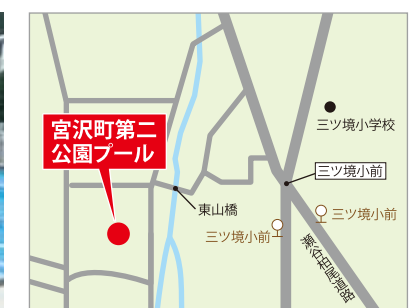 宮沢町第二
公園プール
三ツ境小学校
三ツ境小前
東山橋
三ツ境小前
三ツ境小前
瀬谷柏尾道路